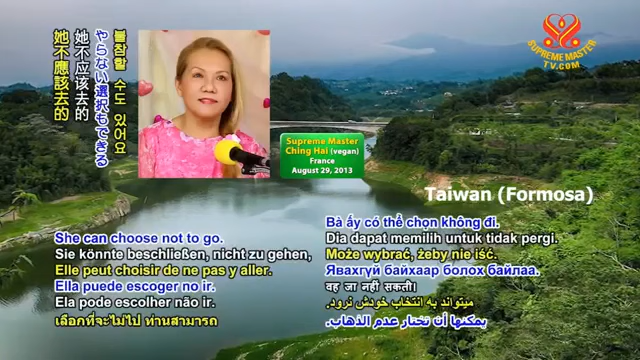 불참할 수도 있어요
やらない選択もできる
她不应该去的
她不應該去的
SUPREME MASTER
TV.COM
Supreme Master
Ching Hai (vegan)
France
August 29, 2013
Taiwan (Formosa)
She can choose not to go.
Sie könnte beschließen, nicht zu gehen,
Elle peut choisir de ne pas y aller.
Ella puede escoger no ir.
Ela pode escolher não ir.
เลือกที่จะไม่ไป ท่านสามารถ
Bà ấy có thể chọn không đi.
Dia dapat memilih untuk tidak pergi.
Może wybrać, żeby nie iść.
Явахгүй байхаар болох байлаа.
वह जा नहीं सकती।
میتواند به انتخاب خودش نرود.
يمكنها أن تختار عدم الذهاب.